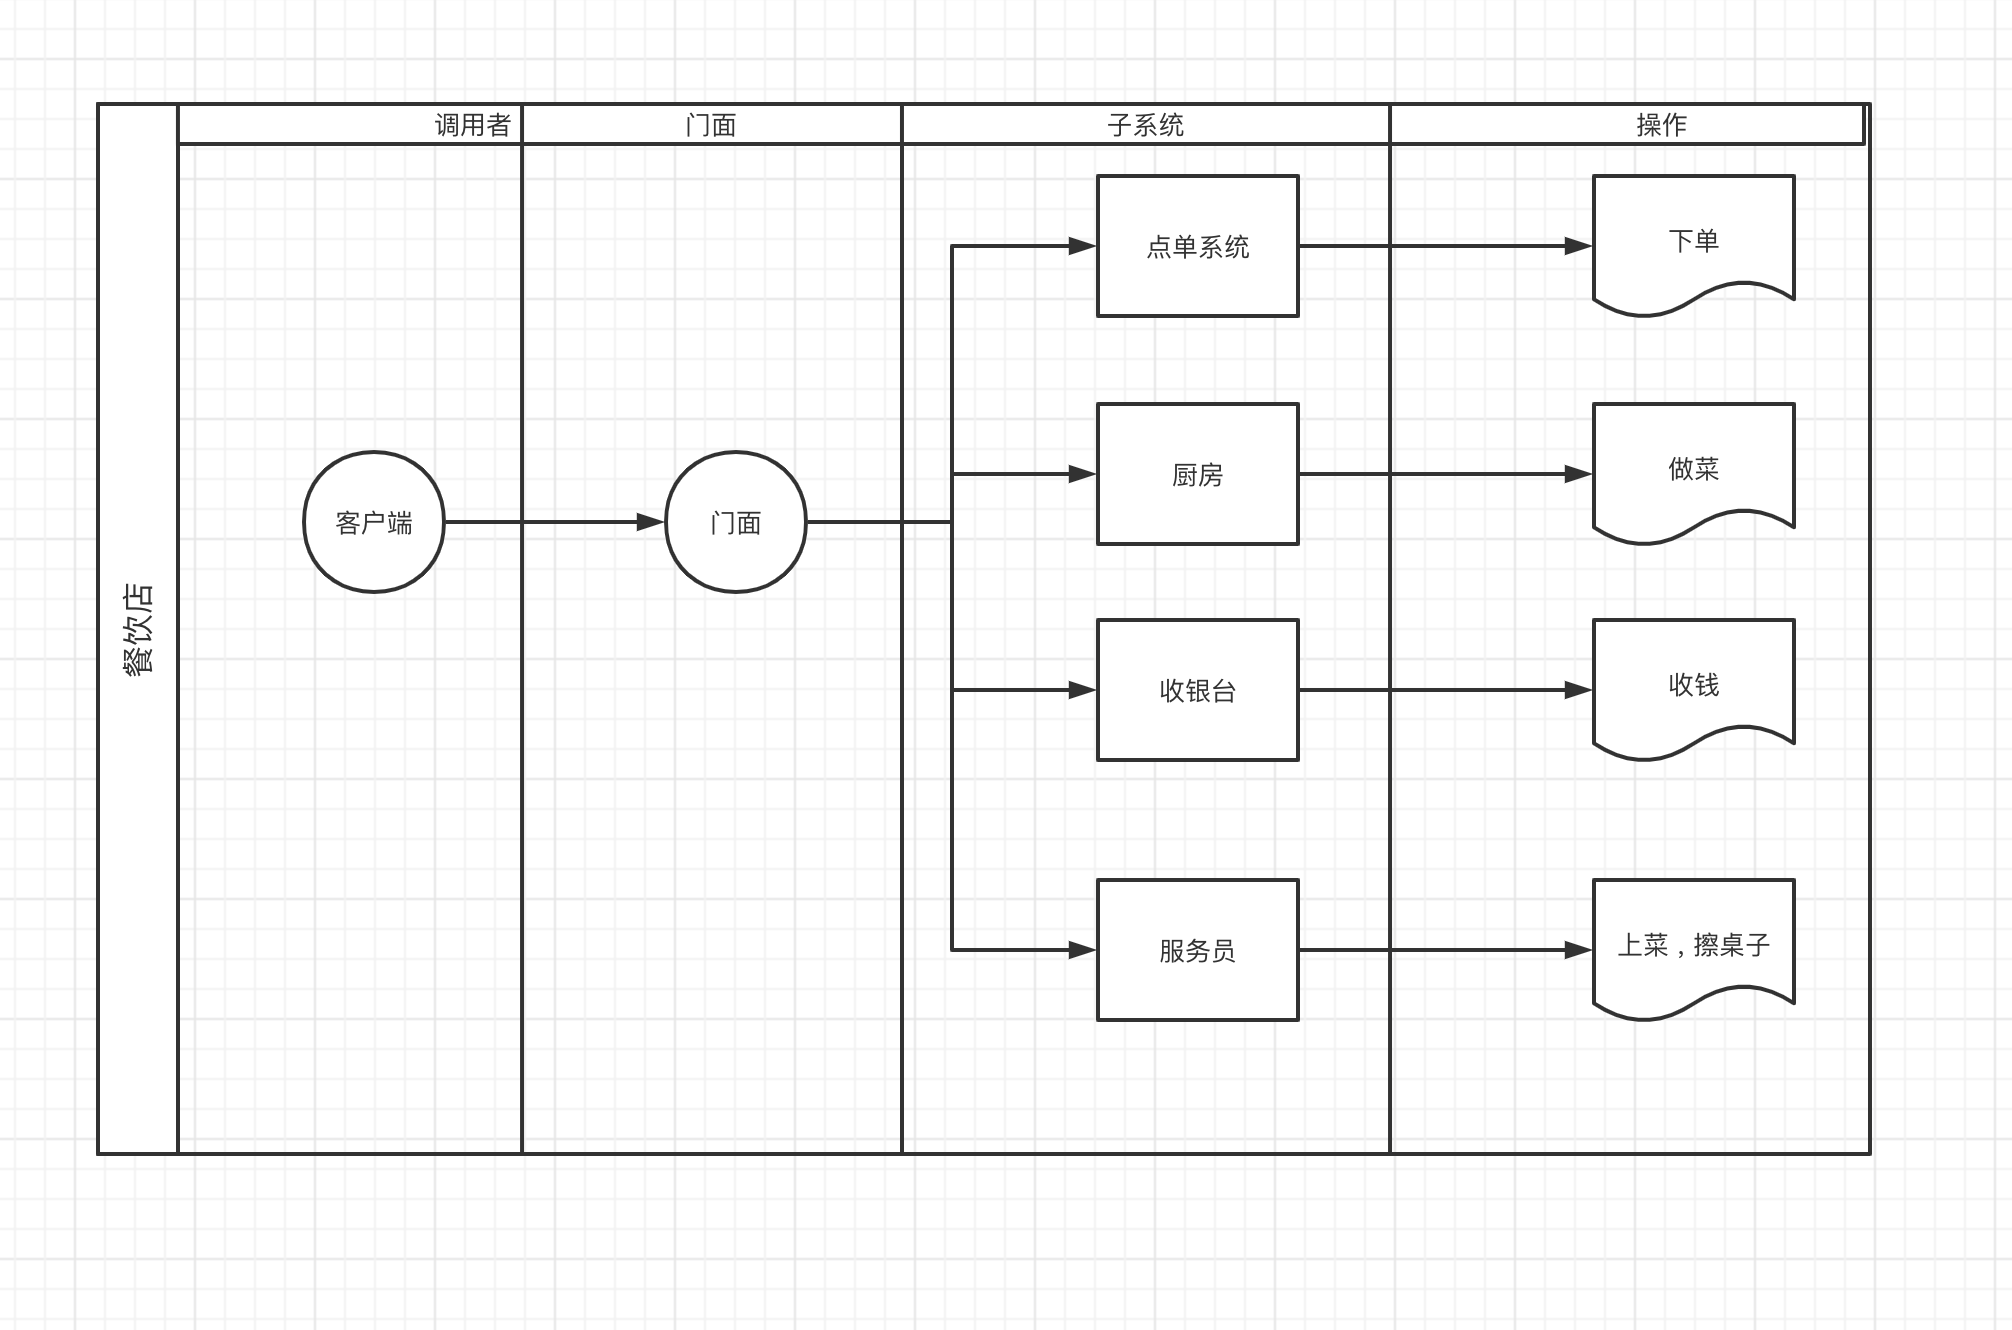 餐饮店
调用者
门面
子系统
操作
客户端
门面
点单系统
下单
厨房
做菜
收银台
收钱
服务员
上菜，擦桌子